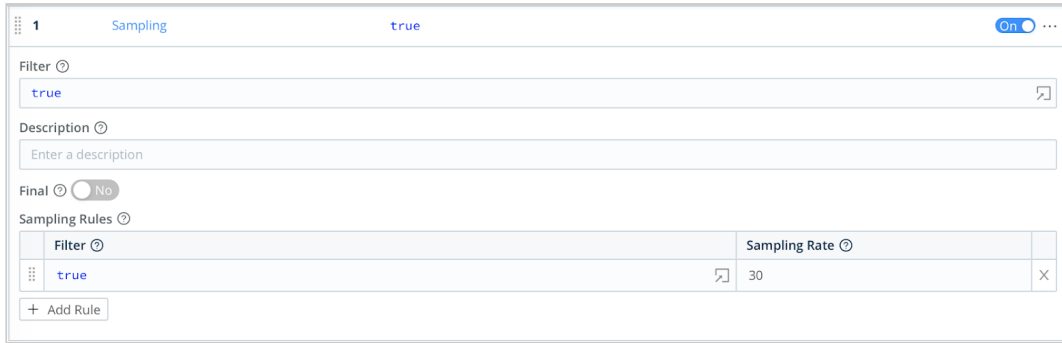 1 Sampling true On ...
Filter
true
Description
Enter a description
Final No
Sampling Rules
Filter Sampling Rate
true 30 X
+ Add Rule